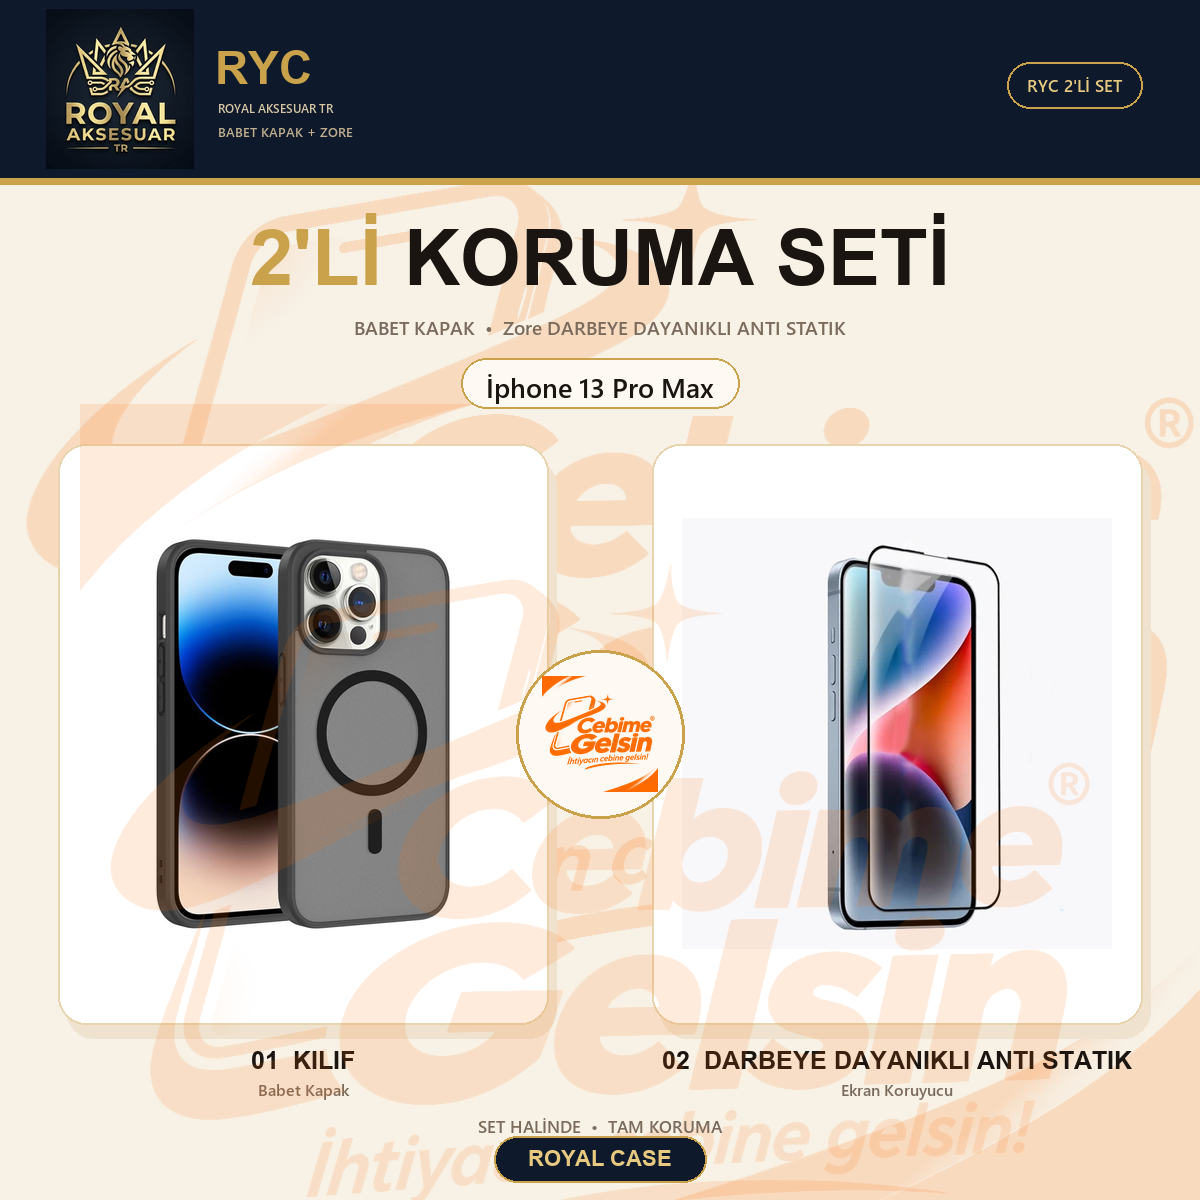 ROYAL
AKSESUAR
TR
RYC
ROYAL AKSESUAR TR
BABET KAPAK + ZORE
RYC 2'Lİ SET
2'Lİ KORUMA SETİ
BABET KAPAK • Zore DARBEYE DAYANIKLI ANTI STATIK
İphone 13 Pro Max
Cebime
Gelsin
İhtiyacın cebine gelsin!
Cebime®
Gelsin
01 KILIF
Babet Kapak
02 DARBEYE DAYANIKLI ANTI STATIK
Ekran Koruyucu
SET HALİNDE • TAM KORUMA
ROYAL CASE